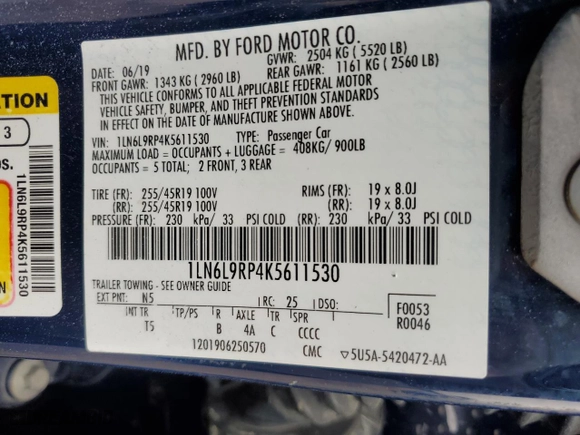 MFD. BY FORD MOTOR CO.
DATE: 06/19
GVWR: 2504 KG (5520 LB)
FRONT GAWR: 1343 KG (2960 LB)
REAR GAWR: 1161 KG (2560 LB)
THIS VEHICLE CONFORMS TO ALL APPLICABLE FEDERAL MOTOR
VEHICLE SAFETY, BUMPER, AND THEFT PREVENTION STANDARDS
IN EFFECT ON THE DATE OF MANUFACTURE SHOWN ABOVE.
VIN: 1LN6L9RP4K5611530 TYPE: Passenger Car
MAXIMUM LOAD = OCCUPANTS + LUGGAGE = 408KG/ 900LB
OCCUPANTS = 5 TOTAL; 2 FRONT, 3 REAR
TIRE (FR): 255/45R19 100V RIMS (FR): 19 x 8.0J
TIRE (RR): 255/45R19 100V (RR): 19 x 8.0J
PRESSURE (FR): 230 kPa/ 33 PSI COLD (RR): 230 kPa/ 33 PSI COLD
1LN6L9RP4K5611530
TRAILER TOWING - SEE OWNER GUIDE
EXT PNT: N5 RC: 25 DSO:
F0053
R0046
INT TR TP/PS R AXLE TR SPR
T5 B 4A C CCCC
1201906250570 CMC ▽5U5A-5420472-AA
TION
3
OS.
1LN6L9RP4K5611530
N